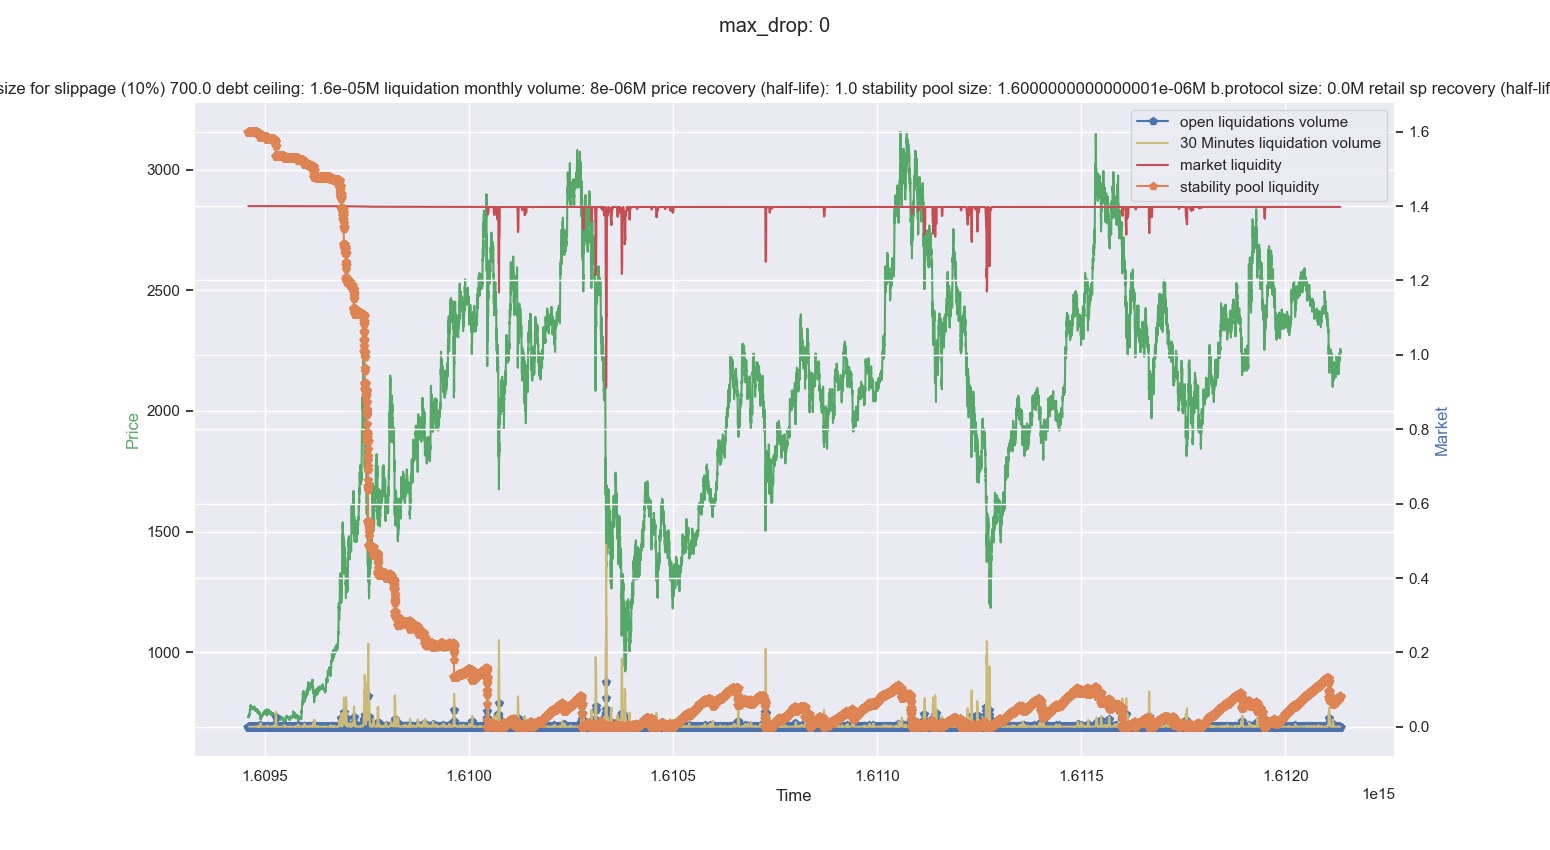 max_drop: 0
size for slippage (10%) 700.0 debt ceiling: 1.6e-05M liquidation monthly volume: 8e-06M price recovery (half-life): 1.0 stability pool size: 1.6000000000000001e-06M b.protocol size: 0.0M retail sp recovery (half-lif
open liquidations volume
30 Minutes liquidation volume
market liquidity
stability pool liquidity
3000
2500
2000
1500
1000
Price
1.6
1.4
1.2
1.0
0.8
0.6
0.4
0.2
0.0
Market
1.6095
1.6100
1.6105
1.6110
1.6115
1.6120
Time
1e15